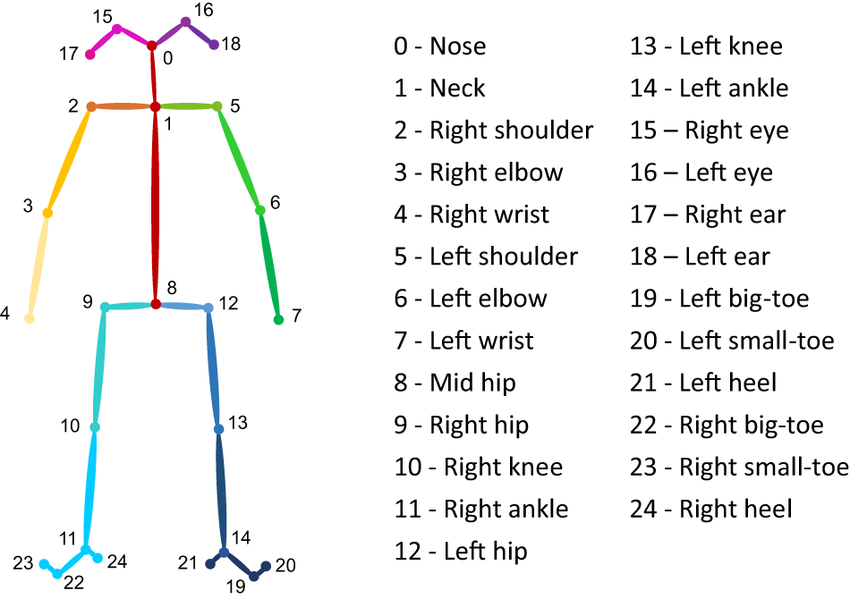 15
16
17
0
18
2
1
5
3
6
4
9
8
12
7
10
13
11
14
23
22
24
21
19
20
0 - Nose
1 - Neck
2 - Right shoulder
3 - Right elbow
4 - Right wrist
5 - Left shoulder
6 - Left elbow
7 - Left wrist
8 - Mid hip
9 - Right hip
10 - Right knee
11 - Right ankle
12 - Left hip
13 - Left knee
14 - Left ankle
15 – Right eye
16 – Left eye
17 – Right ear
18 – Left ear
19 - Left big-toe
20 - Left small-toe
21 - Left heel
22 - Right big-toe
23 - Right small-toe
24 - Right heel